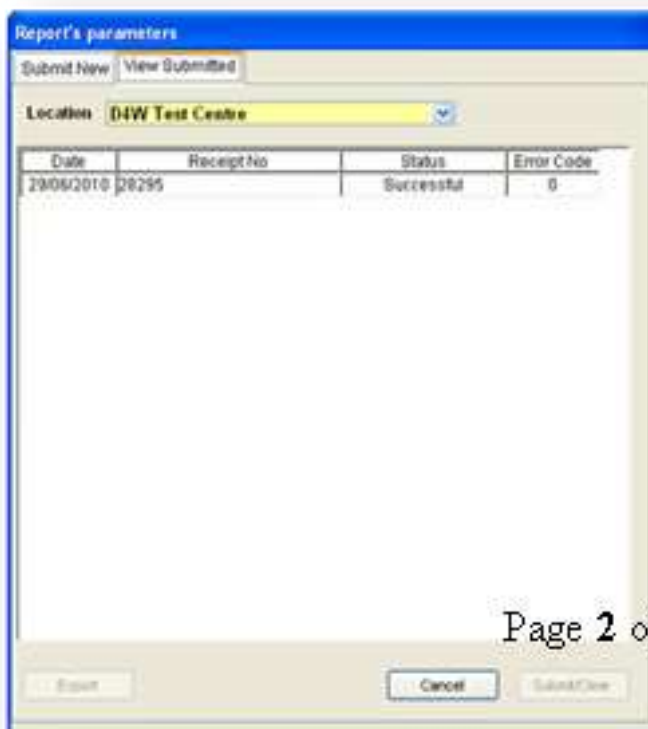 Report's parameters
Submit New View Submitted
Location D4W Test Centre
Date Receipt No Status Error Code
29/06/2010 28295 Successful 0
Page 2 o
Export Cancel Submit/Close